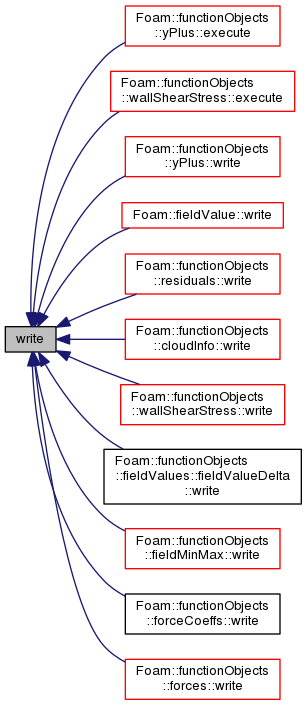 Foam::functionObjects
::yPlus::execute
Foam::functionObjects
::wallShearStress::execute
Foam::functionObjects
::yPlus::write
Foam::fieldValue::write
Foam::functionObjects
::residuals::write
write
Foam::functionObjects
::cloudInfo::write
Foam::functionObjects
::wallShearStress::write
Foam::functionObjects
::fieldValues::fieldValueDelta
::write
Foam::functionObjects
::fieldMinMax::write
Foam::functionObjects
::forceCoeffs::write
Foam::functionObjects
::forces::write